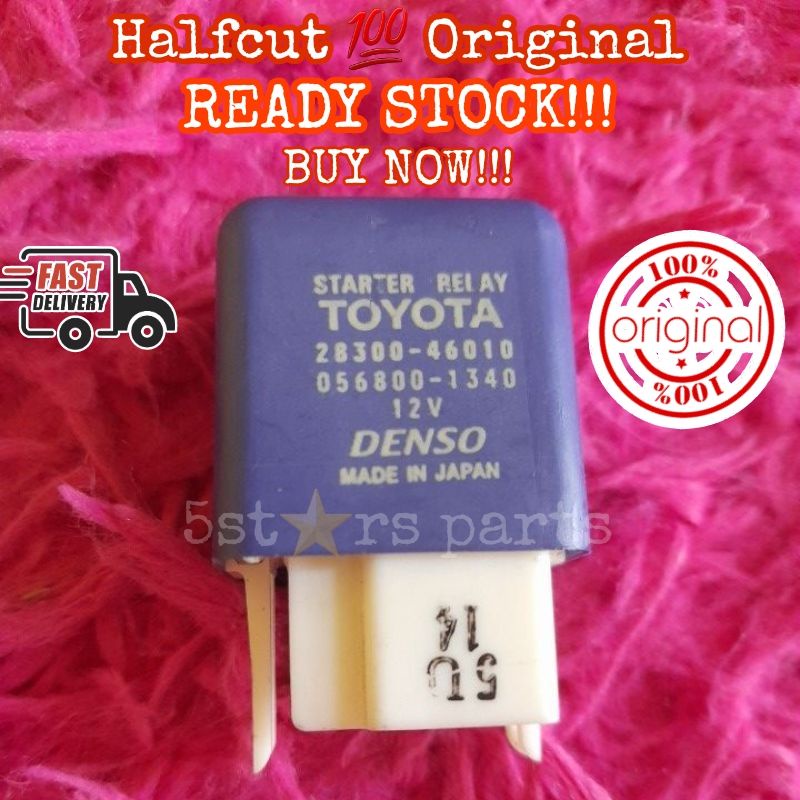 Halfcut 💯 Original
READY STOCK!!!
BUY NOW!!!
FAST
DELIVERY
100%
original
100%
STARTER RELAY
TOYOTA
28300-46010
056800-1340
12V
DENSO
MADE IN JAPAN
5st★rs parts
5U
14